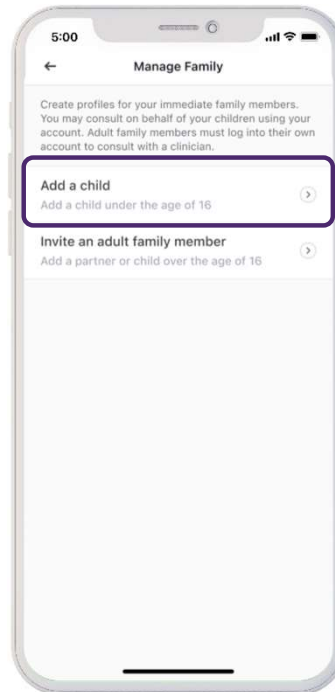 5:00
Manage Family
Create profiles for your immediate family members.
You may consult on behalf of your children using your
account. Adult family members must log into their own
account to consult with a clinician.
Add a child
Add a child under the age of 16
Invite an adult family member
Add a partner or child over the age of 16